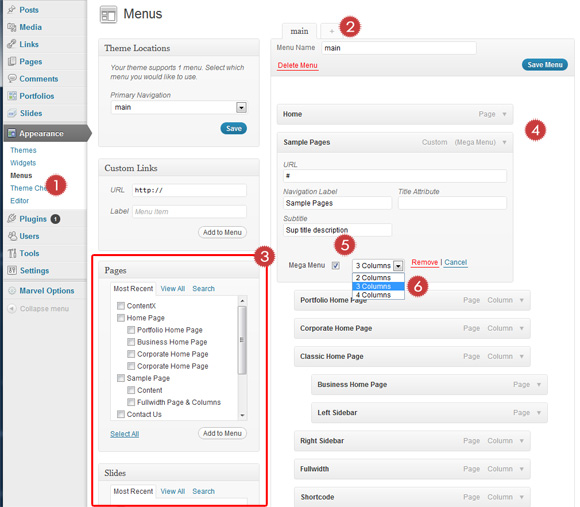 Posts
Media
Links
Pages
Comments
Portfolios
Slides
Appearance
Themes
Widgets
Menus
1
Theme Che
Editor
Plugins 1
Users
Tools
Settings
Marvel Options
Collapse menu
Menus
Theme Locations
Your theme supports 1 menu. Select which
menu you would like to use.
Primary Navigation
main
Save
Custom Links
URL http://
Label Menu Item
Add to Menu
3
Pages
Most Recent View All Search
ContentX
Home Page
Portfolio Home Page
Business Home Page
Corporate Home Page
Corporate Home Page
Sample Page
Content
Fullwidth Page & Columns
Contact Us
Select All Add to Menu
Slides
Most Recent View All Search
main + 2
Menu Name main
Delete Menu Save Menu
Home Page
4
Sample Pages Custom (Mega Menu)
URL
#
Navigation Label Title Attribute
Sample Pages
Subtitle
Sup title description
5
Mega Menu 3 Columns Remove | Cancel
2 Columns
3 Columns
4 Columns
6
Portfolio Home Page Page Column
Corporate Home Page Page Column
Classic Home Page Page Column
Business Home Page Page
Left Sidebar Page
Right Sidebar Page Column
Fullwidth Page Column
Shortcode Page Column